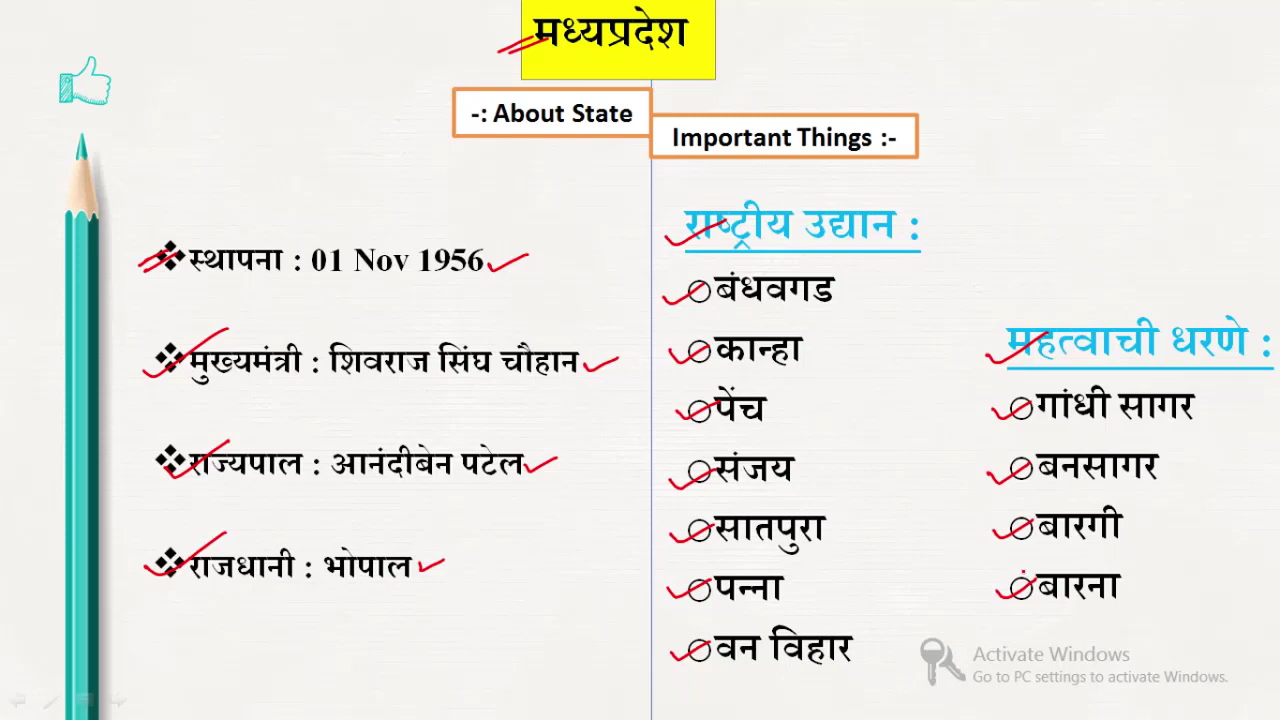 मध्यप्रदेश
-: About State
Important Things :-
स्थापना : 01 Nov 1956
मुख्यमंत्री : शिवराज सिंघ चौहान
राज्यपाल : आनंदीबेन पटेल
राजधानी : भोपाल
राष्ट्रीय उद्यान :
बंधवगड
कान्हा
पेंच
संजय
सातपुरा
पन्ना
वन विहार
महत्वाची धरणे :
गांधी सागर
बनसागर
बारगी
बारना
Activate Windows
Go to PC settings to activate Windows.